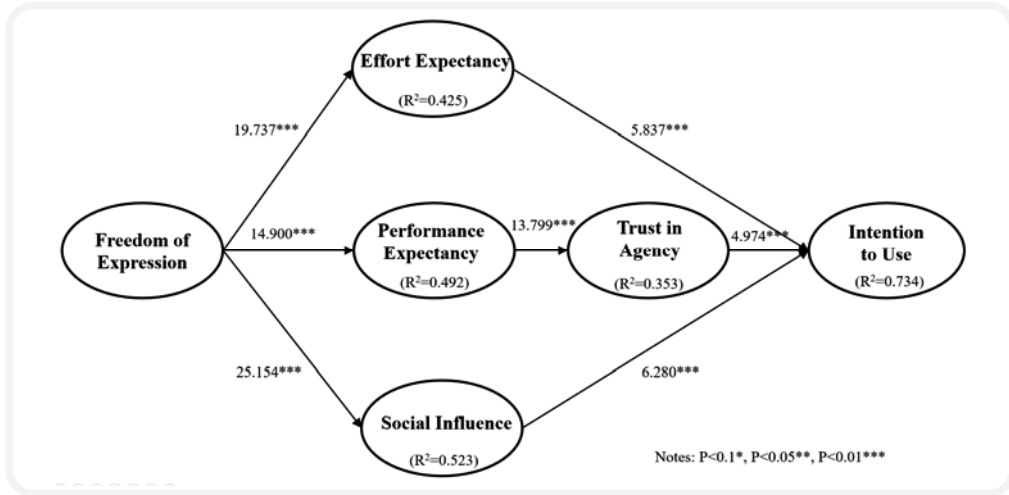 Effort Expectancy
(R²=0.425)
19.737***
5.837***
Freedom of
Expression
14.900***
Performance
Expectancy
(R²=0.492)
13.799***
Trust in
Agency
(R²=0.353)
4.974***
Intention
to Use
(R²=0.734)
25.154***
6.280***
Social Influence
(R²=0.523)
Notes: P<0.1*, P<0.05**, P<0.01***